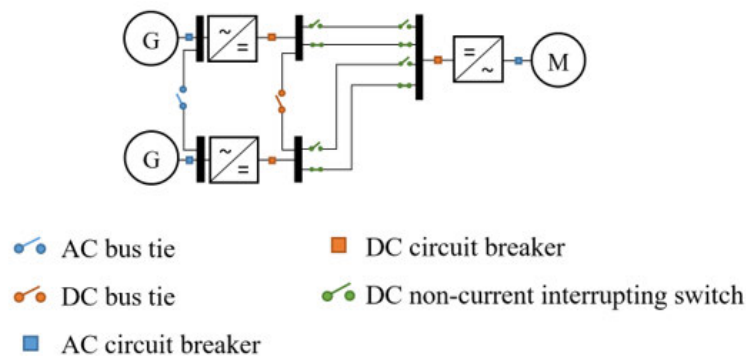 G
~
=
=
~
M
G
~
=
AC bus tie
DC circuit breaker
DC bus tie
DC non-current interrupting switch
AC circuit breaker